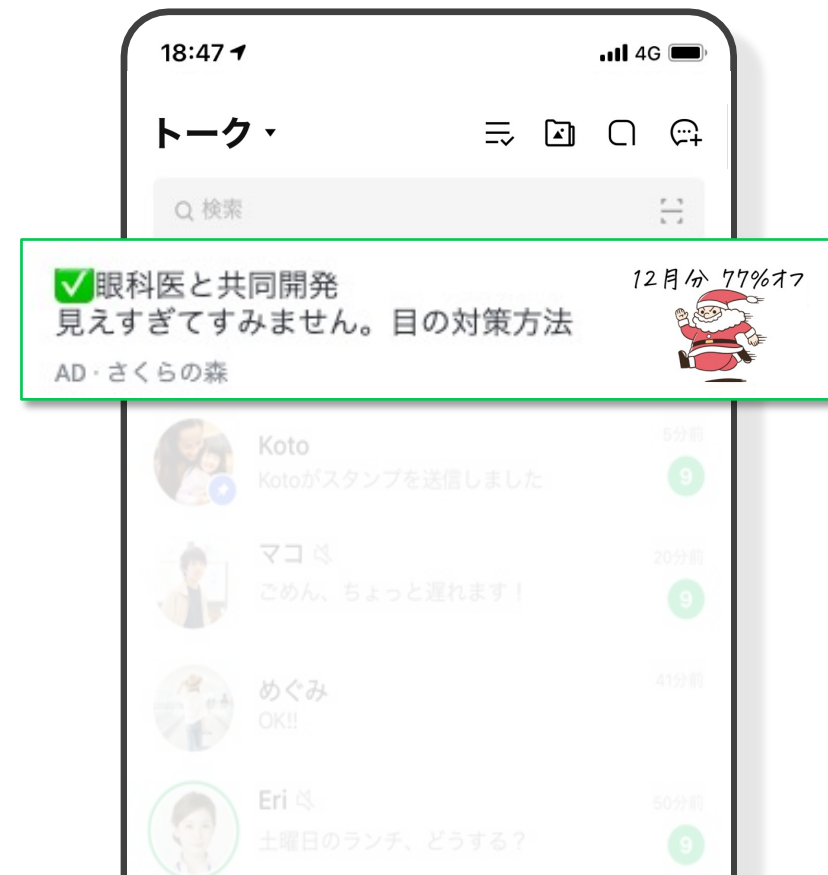 18:47
4G
トーク
検索
✅眼科医と共同開発
見えすぎてすみません。目の対策方法
AD・さくらの森
12月分 77%オフ
Koto
5分前
Kotoがスタンプを送信しました
9
マコ
20分前
ごめん、ちょっと遅れます！
9
めぐみ
41分前
OK!!
Eri
50分前
土曜日のランチ、どうする？
9